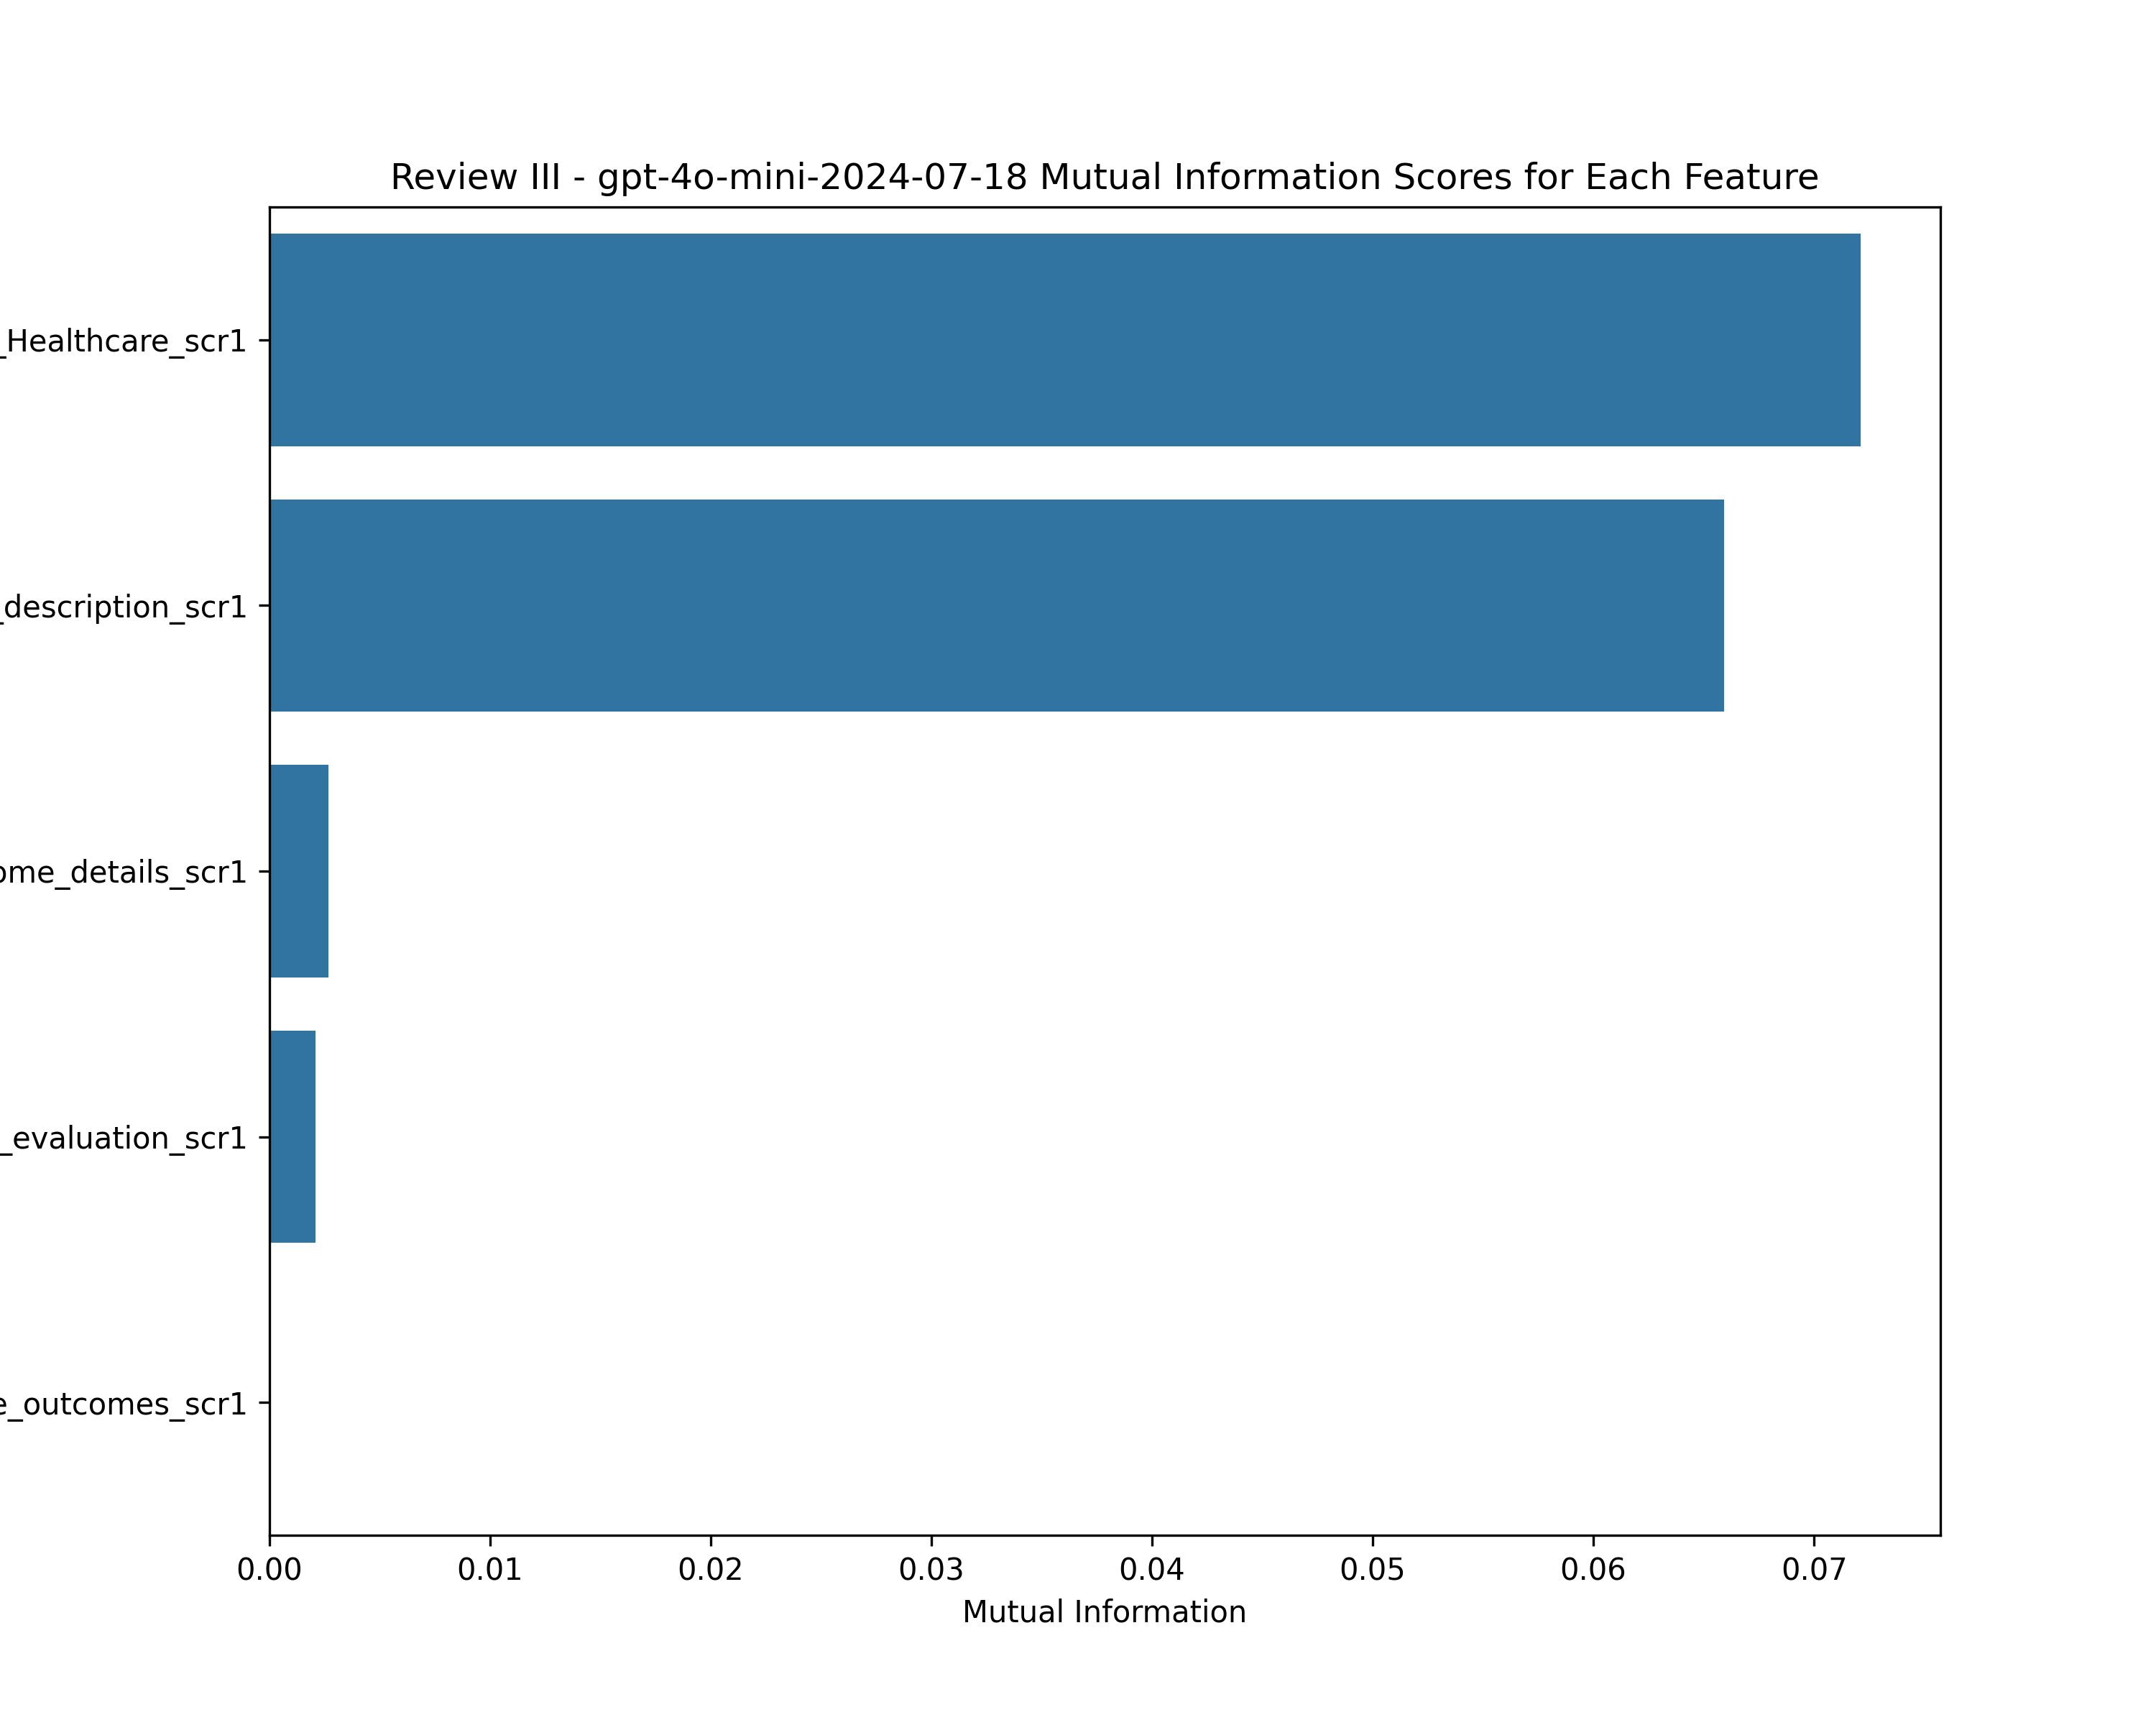 Review III - gpt-4o-mini-2024-07-18 Mutual Information Scores for Each Feature
_Healthcare_scr1
_description_scr1
ome_details_scr1
_evaluation_scr1
e_outcomes_scr1
0.00 0.01 0.02 0.03 0.04 0.05 0.06 0.07
Mutual Information